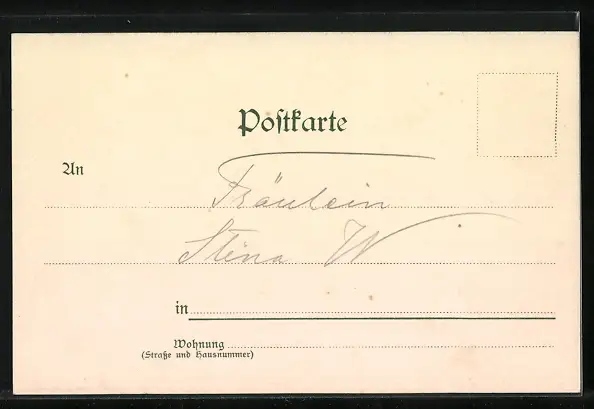 Postkarte
An
Fräulein
Stina W
in
Wohnung
(Straße und Hausnummer)